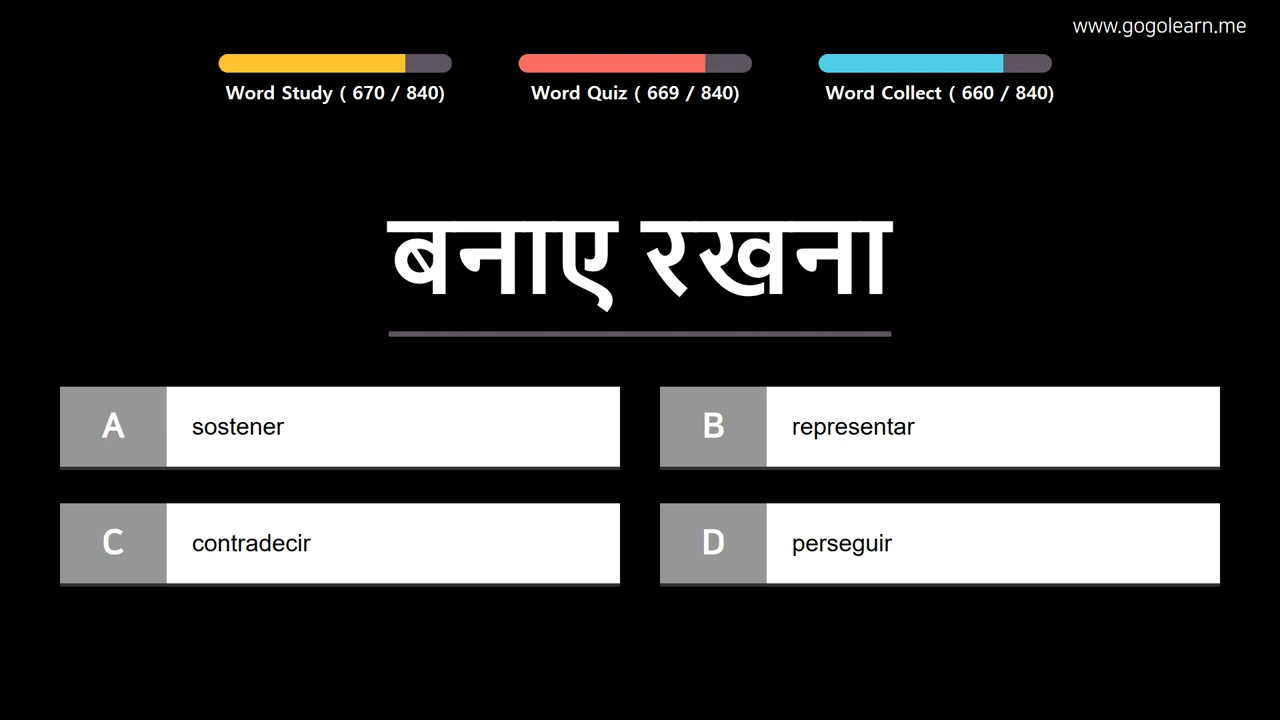 www.gogolearn.me
Word Study ( 670 / 840)
Word Quiz ( 669 / 840)
Word Collect ( 660 / 840)
बनाए रखना
A sostener
B representar
C contradecir
D perseguir